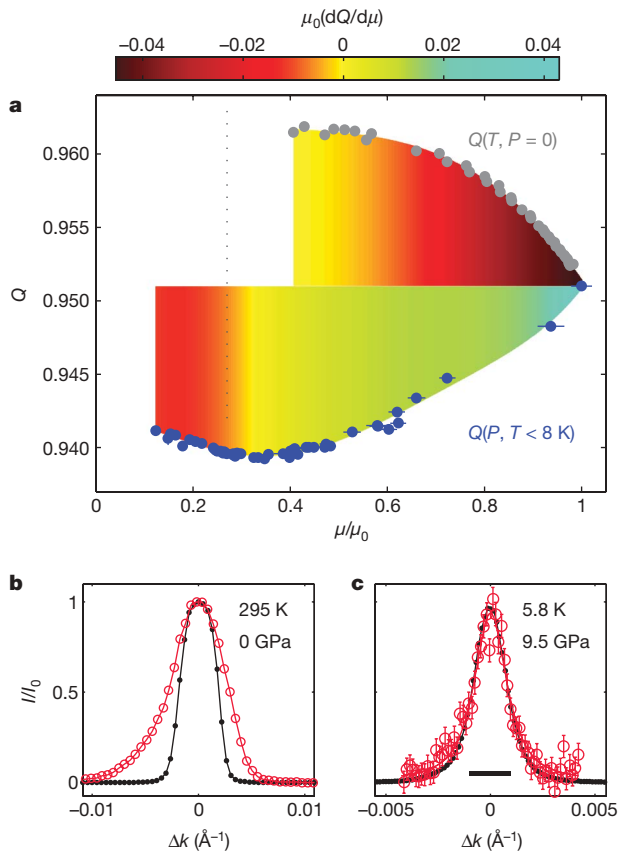 μ₀(dQ/dμ)
−0.04 −0.02 0 0.02 0.04
a
Q(T, P = 0)
0.960
0.955
0.950
0.945
0.940
Q
Q(P, T < 8 K)
0 0.2 0.4 0.6 0.8 1
μ/μ₀
b
295 K
0 GPa
1
0.5
0
I/I₀
−0.01 0 0.01
Δk (Å⁻¹)
c
5.8 K
9.5 GPa
−0.005 0 0.005
Δk (Å⁻¹)